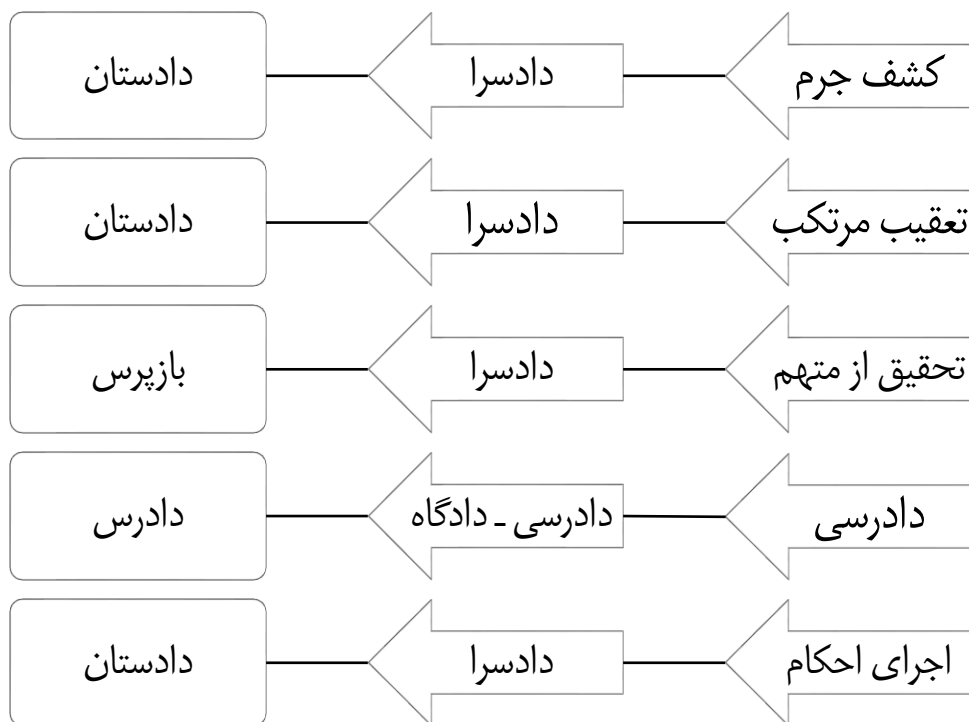 کشف جرم
دادسرا
دادستان
تعقیب مرتکب
دادسرا
دادستان
تحقیق از متهم
دادسرا
بازپرس
دادرسی
دادرسی ـ دادگاه
دادرس
اجرای احکام
دادسرا
دادستان